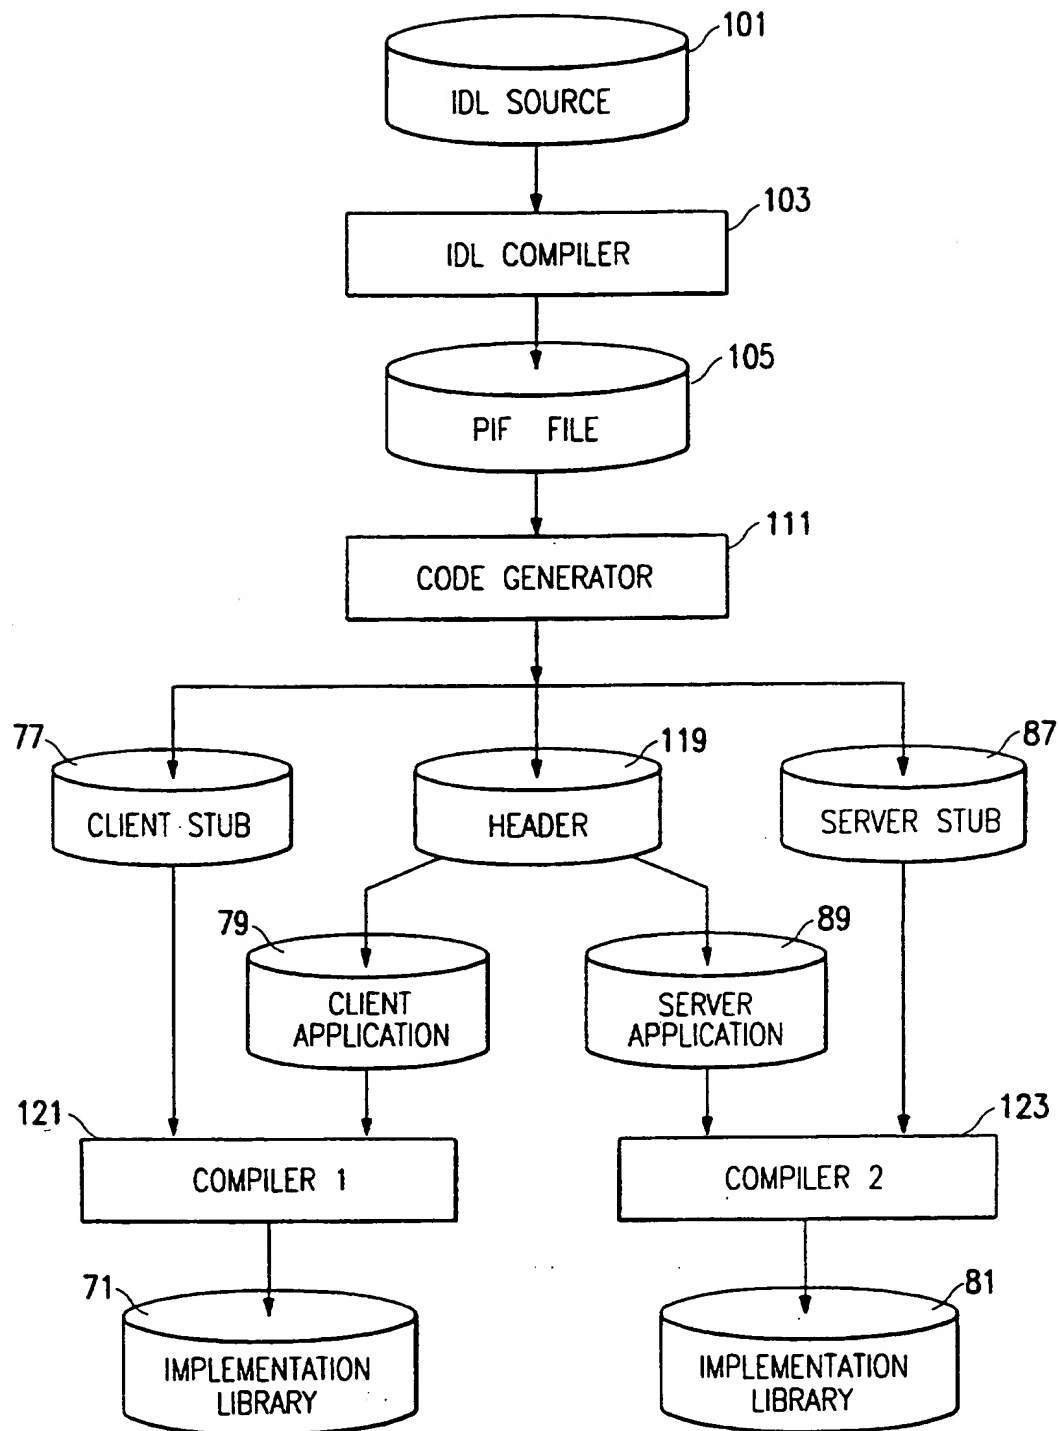 101
IDL SOURCE
103
IDL COMPILER
105
PIF FILE
111
CODE GENERATOR
77
119
87
CLIENT STUB
HEADER
SERVER STUB
79
89
CLIENT
APPLICATION
SERVER
APPLICATION
121
123
COMPILER 1
COMPILER 2
71
81
IMPLEMENTATION
LIBRARY
IMPLEMENTATION
LIBRARY